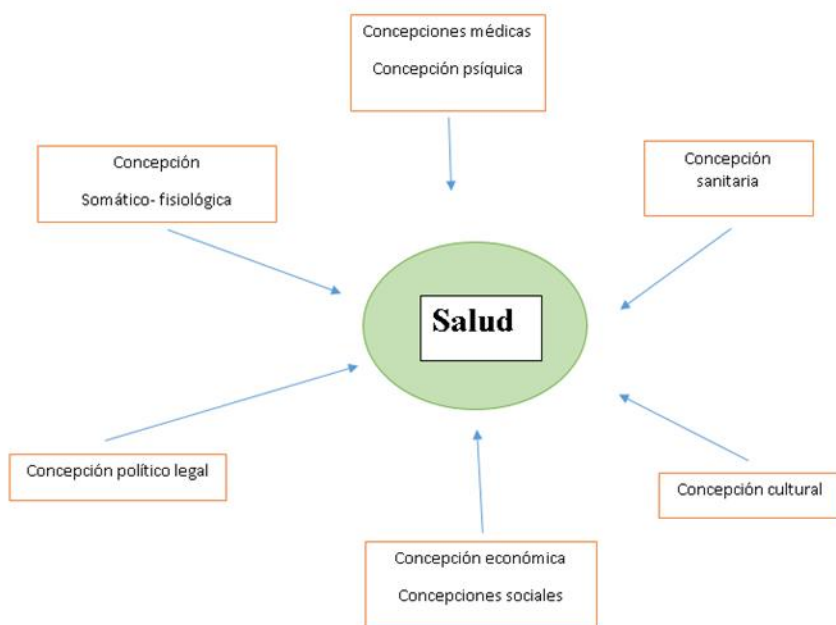 Concepciones médicas
Concepción psíquica
Concepción
Somático- fisiológica
Concepción
sanitaria
Salud
Concepción político legal
Concepción cultural
Concepción económica
Concepciones sociales